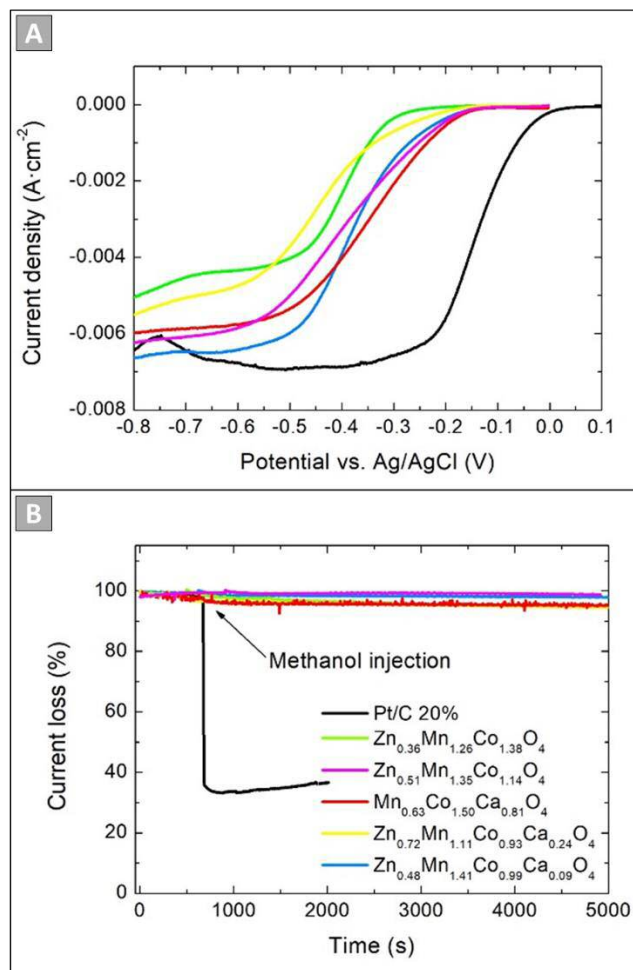 A
0.000
-0.002
-0.004
-0.006
-0.008
Current density (A·cm⁻²)
-0.8 -0.7 -0.6 -0.5 -0.4 -0.3 -0.2 -0.1 0.0 0.1
Potential vs. Ag/AgCl (V)
B
100
80
60
40
20
0
Current loss (%)
Methanol injection
Pt/C 20%
Zn₀.₃₆Mn₁.₂₆Co₁.₃₈O₄
Zn₀.₅₁Mn₁.₃₅Co₁.₁₄O₄
Mn₀.₆₃Co₁.₅₀Ca₀.₈₁O₄
Zn₀.₇₂Mn₁.₁₁Co₀.₉₃Ca₀.₂₄O₄
Zn₀.₄₈Mn₁.₄₁Co₀.₉₉Ca₀.₀₉O₄
0 1000 2000 3000 4000 5000
Time (s)